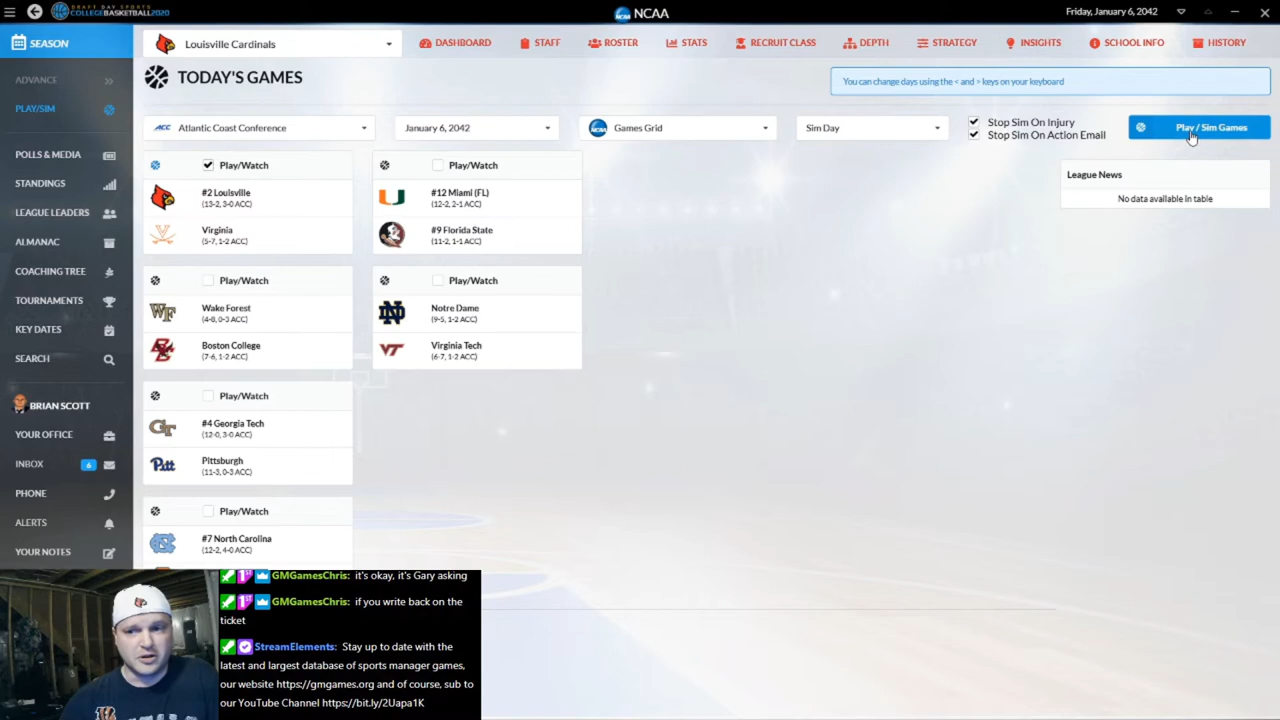 DRAFT DAY SPORTS
COLLEGE BASKETBALL 2020
NCAA
Friday, January 6, 2042
SEASON
Louisville Cardinals
DASHBOARD
STAFF
ROSTER
STATS
RECRUIT CLASS
DEPTH
STRATEGY
INSIGHTS
SCHOOL INFO
HISTORY
ADVANCE
PLAY/SIM
POLLS & MEDIA
STANDINGS
LEAGUE LEADERS
ALMANAC
COACHING TREE
TOURNAMENTS
KEY DATES
SEARCH
BRIAN SCOTT
YOUR OFFICE
INBOX 6
PHONE
ALERTS
YOUR NOTES
TODAY'S GAMES
You can change days using the < and > keys on your keyboard
ACC Atlantic Coast Conference
January 6, 2042
NCAA Games Grid
Sim Day
Stop Sim On Injury
Stop Sim On Action Email
Play / Sim Games
Play/Watch
#2 Louisville
(13-2, 3-0 ACC)
Virginia
(5-7, 1-2 ACC)
Play/Watch
#12 Miami (FL)
(12-2, 2-1 ACC)
#9 Florida State
(11-2, 1-1 ACC)
League News
No data available in table
Play/Watch
Wake Forest
(4-8, 0-3 ACC)
Boston College
(7-6, 1-2 ACC)
Play/Watch
Notre Dame
(9-5, 1-2 ACC)
Virginia Tech
(6-7, 1-2 ACC)
Play/Watch
#4 Georgia Tech
(12-0, 3-0 ACC)
Pittsburgh
(11-3, 0-3 ACC)
Play/Watch
#7 North Carolina
(12-2, 4-0 ACC)
GMGamesChris: it's okay, it's Gary asking
GMGamesChris: if you write back on the
ticket
StreamElements: Stay up to date with the
latest and largest database of sports manager games,
our website https://gmgames.org and of course, sub to
our YouTube Channel https://bit.ly/2Uapa1K